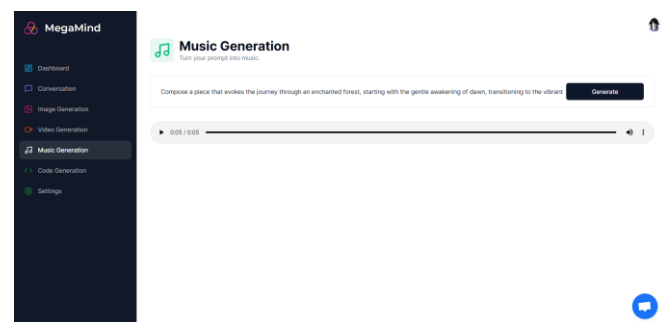 MegaMind
Dashboard
Conversation
Image Generation
Video Generation
Music Generation
Code Generation
Settings
Music Generation
Turn your prompt into music.
Compose a piece that evokes the journey through an enchanted forest, starting with the gentle awakening of dawn, transitioning to the vibrant
Generate
0:05 / 0:05